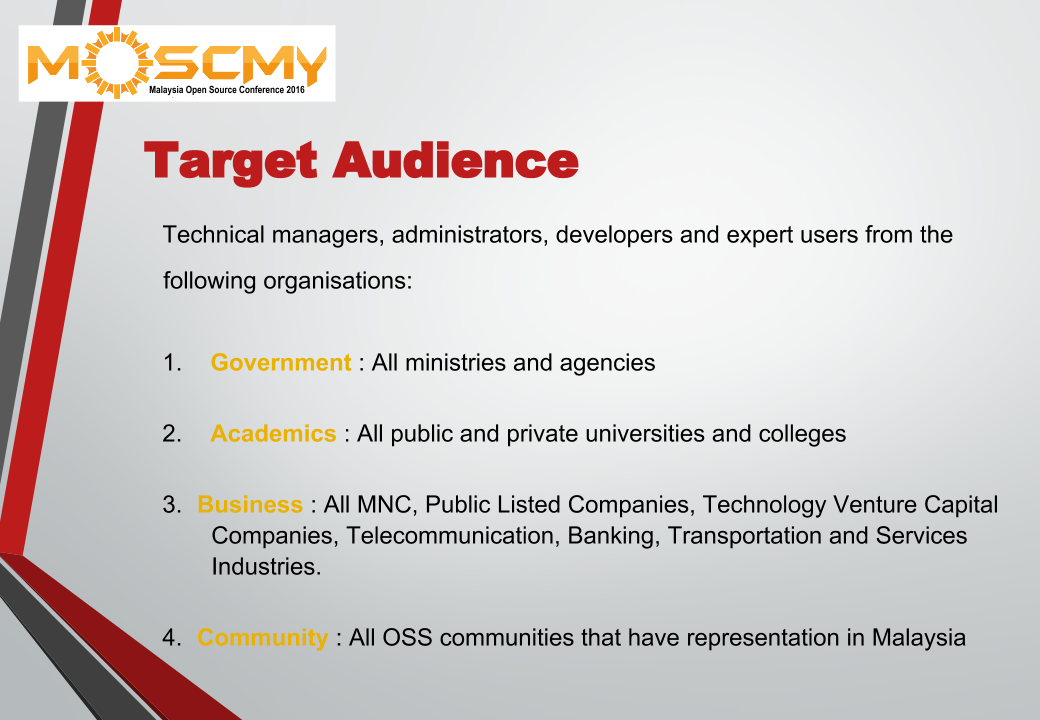 MOSCMY
Malaysia Open Source Conference 2016
Target Audience
Technical managers, administrators, developers and expert users from the
following organisations:
1. Government : All ministries and agencies
2. Academics : All public and private universities and colleges
3. Business : All MNC, Public Listed Companies, Technology Venture Capital
Companies, Telecommunication, Banking, Transportation and Services
Industries.
4. Community : All OSS communities that have representation in Malaysia